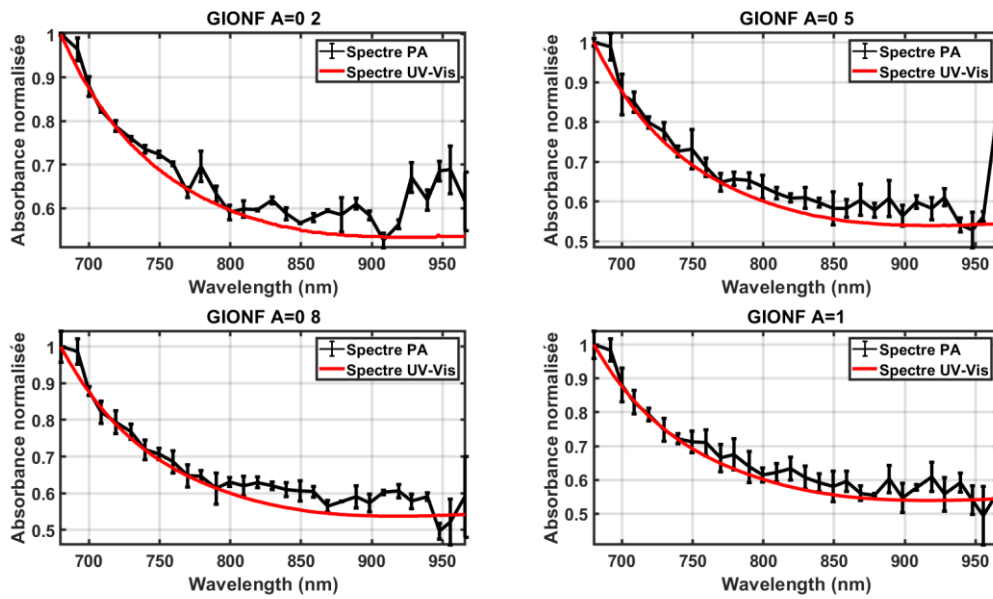 GIONF A=0 2
Absorbance normalisée
1
0.9
0.8
0.7
0.6
Spectre PA
Spectre UV-Vis
700 750 800 850 900 950
Wavelength (nm)
GIONF A=0 5
Absorbance normalisée
1
0.9
0.8
0.7
0.6
0.5
Spectre PA
Spectre UV-Vis
700 750 800 850 900 950
Wavelength (nm)
GIONF A=0 8
Absorbance normalisée
1
0.9
0.8
0.7
0.6
0.5
Spectre PA
Spectre UV-Vis
700 750 800 850 900 950
Wavelength (nm)
GIONF A=1
Absorbance normalisée
1
0.9
0.8
0.7
0.6
0.5
Spectre PA
Spectre UV-Vis
700 750 800 850 900 950
Wavelength (nm)